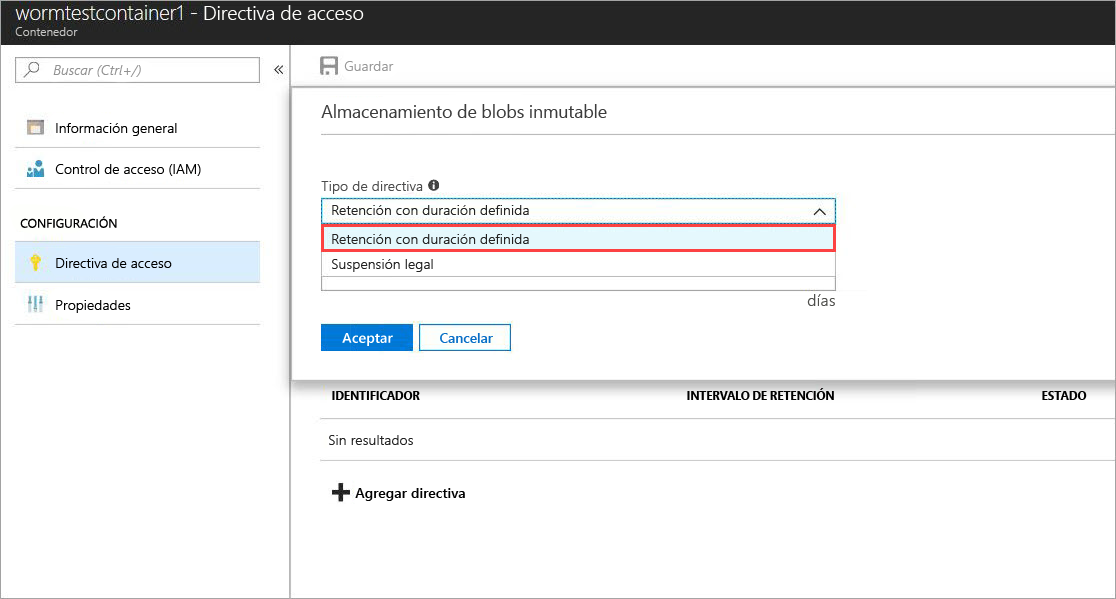 wormtestcontainer1 - Directiva de acceso
Contenedor
Buscar (Ctrl+/)
«
Guardar
Información general
Control de acceso (IAM)
CONFIGURACIÓN
Directiva de acceso
Propiedades
Almacenamiento de blobs inmutable
Tipo de directiva
Retención con duración definida
Retención con duración definida
Suspensión legal
días
Aceptar Cancelar
IDENTIFICADOR INTERVALO DE RETENCIÓN ESTADO
Sin resultados
Agregar directiva